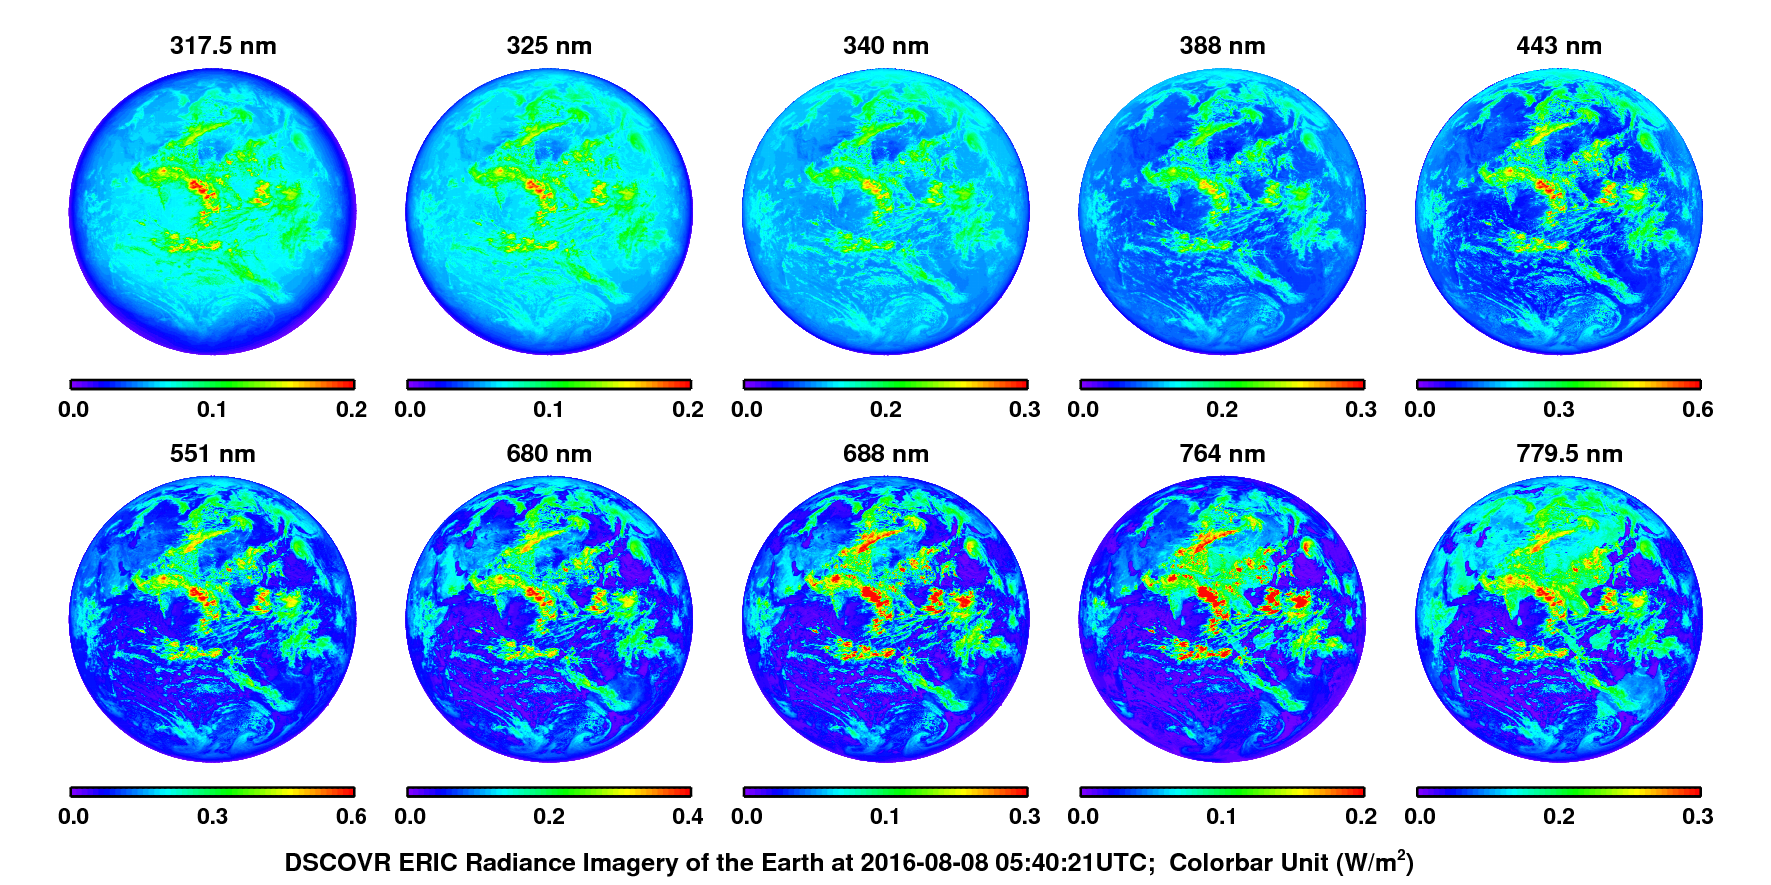 317.5 nm 325 nm 340 nm 388 nm 443 nm
0.0 0.1 0.2 0.0 0.1 0.2 0.0 0.2 0.3 0.0 0.2 0.3 0.0 0.3 0.6
551 nm 680 nm 688 nm 764 nm 779.5 nm
0.0 0.3 0.6 0.0 0.2 0.4 0.0 0.1 0.3 0.0 0.1 0.2 0.0 0.2 0.3
DSCOVR ERIC Radiance Imagery of the Earth at 2016-08-08 05:40:21UTC; Colorbar Unit (W/m²)